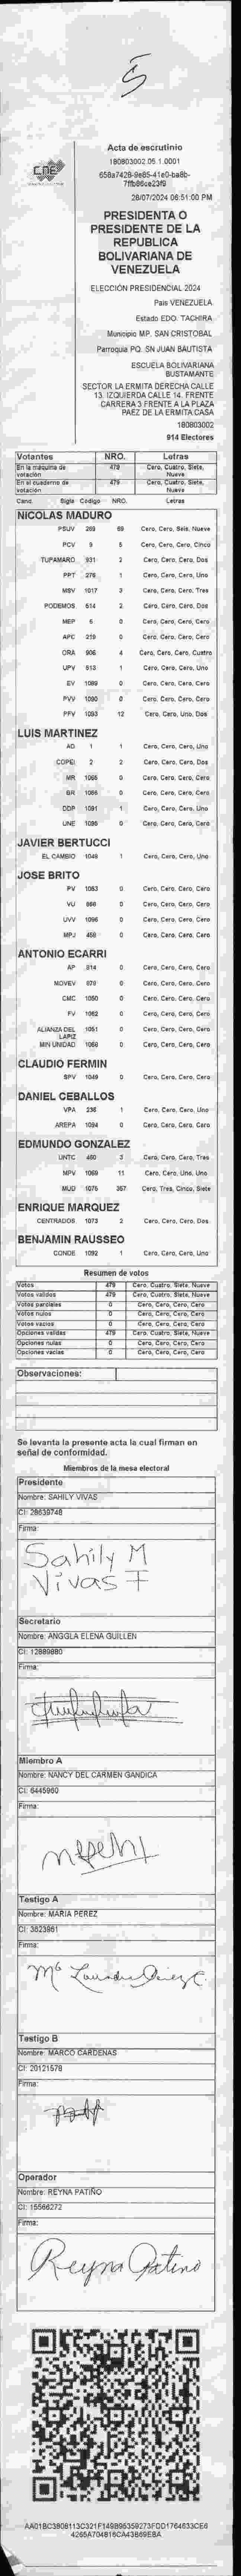 5
CNE
Acta de escrutinio
180803002.05.1.0001
658a7428-9e85-41e0-ba8b-
7ffb86ce23f9
28/07/2024 06:51:00 PM
PRESIDENTA O
PRESIDENTE DE LA
REPUBLICA
BOLIVARIANA DE
VENEZUELA
ELECCIÓN PRESIDENCIAL 2024
Pais VENEZUELA
Estado EDO. TACHIRA
Municipio MP. SAN CRISTOBAL
Parroquia PQ. SN JUAN BAUTISTA
ESCUELA BOLIVARIANA
BUSTAMANTE
SECTOR LA ERMITA DERECHA CALLE
13. IZQUIERDA CALLE 14. FRENTE
CARRERA 3 FRENTE A LA PLAZA
PAEZ DE LA ERMITA CASA
180803002
914 Electores
Votantes NRO. Letras
En la máquina de votación 479 Cero, Cuatro, Siete, Nueve
En el cuaderno de votación 479 Cero, Cuatro, Siete, Nueve
Cand. Sigla Código NRO. Letras
NICOLAS MADURO
PSUV 269 69 Cero, Cero, Seis, Nueve
PCV 9 5 Cero, Cero, Cero, Cinco
TUPAMARO 931 2 Cero, Cero, Cero, Dos
PPT 276 1 Cero, Cero, Cero, Uno
MSV 1017 3 Cero, Cero, Cero, Tres
PODEMOS 614 2 Cero, Cero, Cero, Dos
MEP 6 0 Cero, Cero, Cero, Cero
APC 219 0 Cero, Cero, Cero, Cero
ORA 906 4 Cero, Cero, Cero, Cuatro
UPV 613 1 Cero, Cero, Cero, Uno
EV 1089 0 Cero, Cero, Cero, Cero
PVV 1090 0 Cero, Cero, Cero, Cero
PFV 1093 12 Cero, Cero, Uno, Dos
LUIS MARTINEZ
AD 1 1 Cero, Cero, Cero, Uno
COPEI 2 2 Cero, Cero, Cero, Dos
MR 1065 0 Cero, Cero, Cero, Cero
BR 1066 0 Cero, Cero, Cero, Cero
DDP 1091 1 Cero, Cero, Cero, Uno
UNE 1095 0 Cero, Cero, Cero, Cero
JAVIER BERTUCCI
EL CAMBIO 1049 1 Cero, Cero, Cero, Uno
JOSE BRITO
PV 1063 0 Cero, Cero, Cero, Cero
VU 866 0 Cero, Cero, Cero, Cero
UVV 1096 0 Cero, Cero, Cero, Cero
MPJ 458 0 Cero, Cero, Cero, Cero
ANTONIO ECARRI
AP 814 0 Cero, Cero, Cero, Cero
MOVEV 879 0 Cero, Cero, Cero, Cero
CMC 1050 0 Cero, Cero, Cero, Cero
FV 1062 0 Cero, Cero, Cero, Cero
ALIANZA DEL LAPIZ 1051 0 Cero, Cero, Cero, Cero
MIN UNIDAD 1068 0 Cero, Cero, Cero, Cero
CLAUDIO FERMIN
SPV 1049 0 Cero, Cero, Cero, Cero
DANIEL CEBALLOS
VPA 236 1 Cero, Cero, Cero, Uno
AREPA 1094 0 Cero, Cero, Cero, Cero
EDMUNDO GONZALEZ
UNTC 460 3 Cero, Cero, Cero, Tres
MPV 1069 11 Cero, Cero, Uno, Uno
MUD 1075 357 Cero, Tres, Cinco, Siete
ENRIQUE MARQUEZ
CENTRADOS 1073 2 Cero, Cero, Cero, Dos
BENJAMIN RAUSSEO
CONDE 1092 1 Cero, Cero, Cero, Uno
Resumen de votos
Votos 479 Cero, Cuatro, Siete, Nueve
Votos validos 479 Cero, Cuatro, Siete, Nueve
Votos parciales 0 Cero, Cero, Cero, Cero
Votos nulos 0 Cero, Cero, Cero, Cero
Votos vacios 0 Cero, Cero, Cero, Cero
Opciones validas 479 Cero, Cuatro, Siete, Nueve
Opciones nulas 0 Cero, Cero, Cero, Cero
Opciones vacias 0 Cero, Cero, Cero, Cero
Observaciones:
Se levanta la presente acta la cual firman en
señal de conformidad.
Miembros de la mesa electoral
Presidente
Nombre: SAHILY VIVAS
CI: 28639748
Firma:
Sahily M
Vivas F
Secretario
Nombre: ANGGLA ELENA GUILLEN
CI: 12889880
Firma:
Miembro A
Nombre: NANCY DEL CARMEN GANDICA
CI: 6445960
Firma:
Testigo A
Nombre: MARIA PEREZ
CI: 3623961
Firma:
Testigo B
Nombre: MARCO CARDENAS
CI: 20121578
Firma:
Operador
Nombre: REYNA PATIÑO
CI: 15566272
Firma:
Reyna Patino
AA01BC3808113C321F149B95359273FDD1764633CE6
4265A704816CA43B69EBA